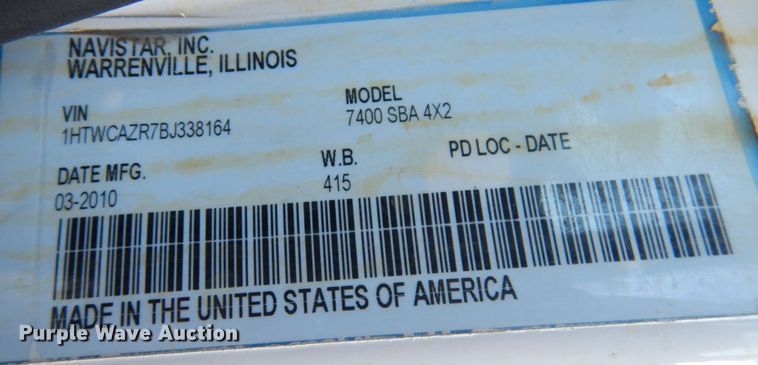 NAVISTAR, INC.
WARRENVILLE, ILLINOIS
VIN
1HTWCAZR7BJ338164
MODEL
7400 SBA 4X2
DATE MFG.
03-2010
W.B.
415
PD LOC - DATE
MADE IN THE UNITED STATES OF AMERICA
Purple Wave Auction